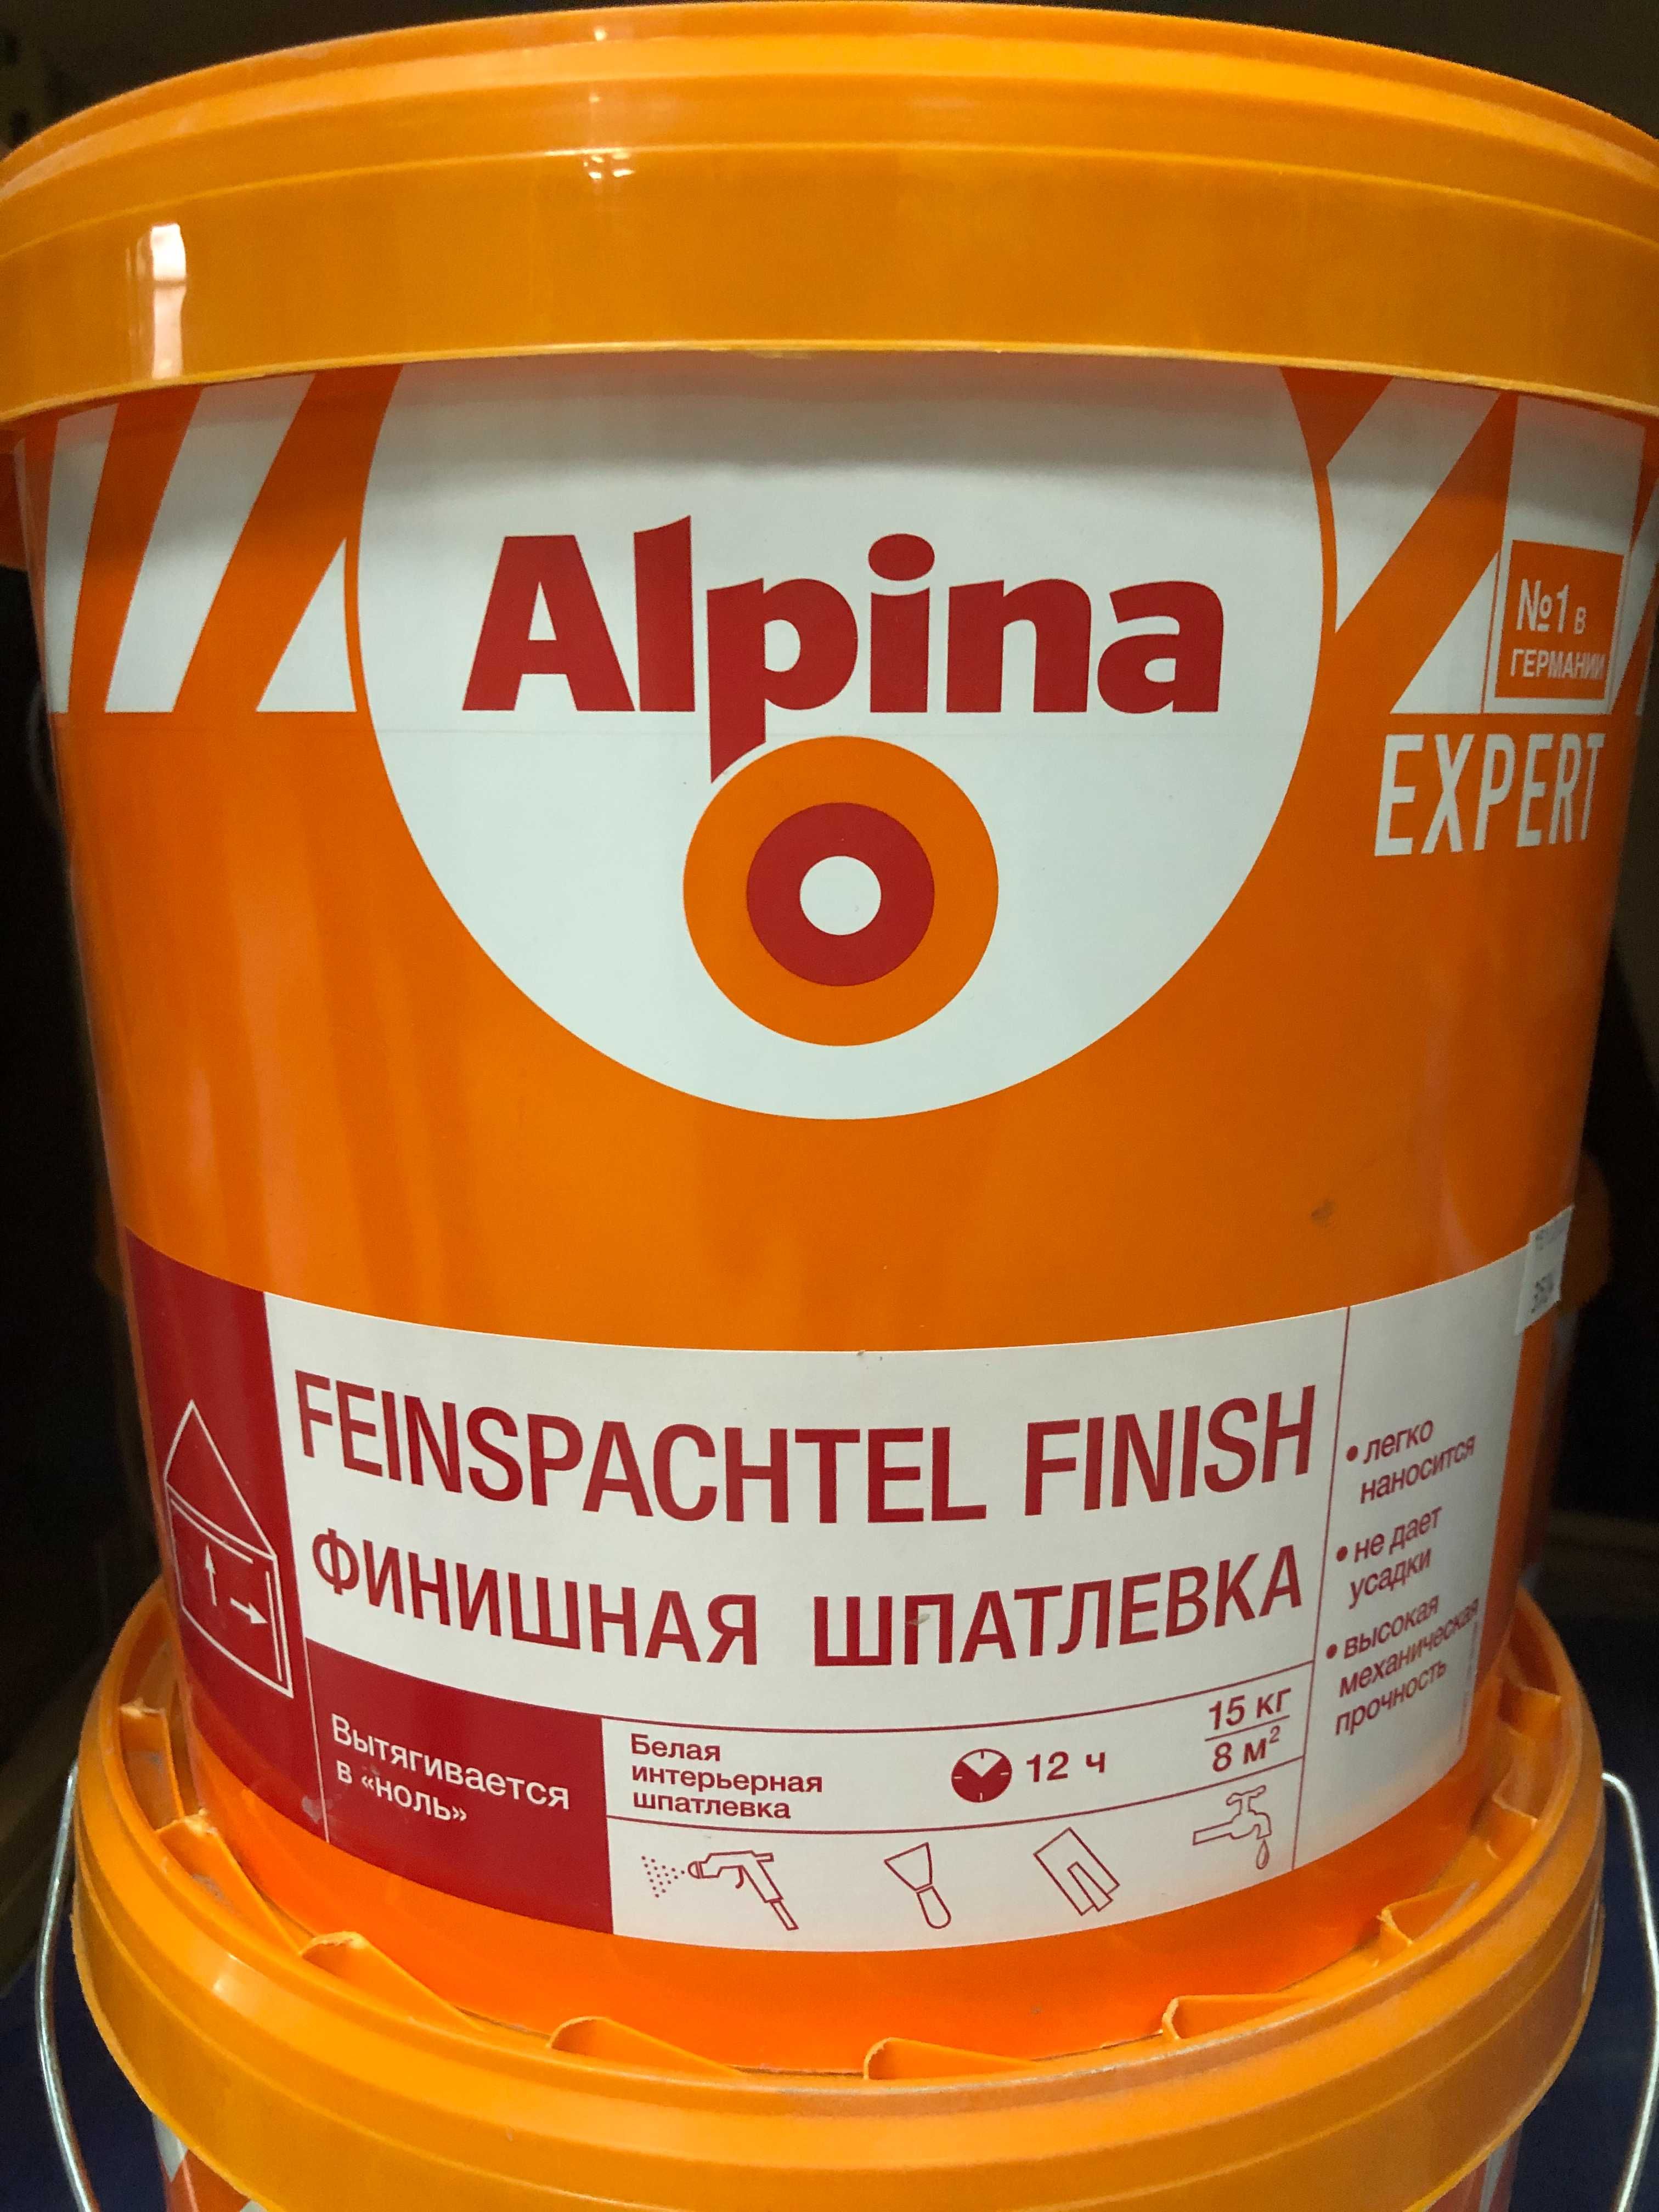 Alpina
№1 в
ГЕРМАНИИ
EXPERT
FEINSPACHTEL FINISH
ФИНИШНАЯ ШПАТЛЕВКА
Вытягивается
в «ноль»
Белая
интерьерная
шпатлевка
12 ч
15 кг
8 м²
• легко
наносится
• не дает
усадки
• высокая
механическая
прочность